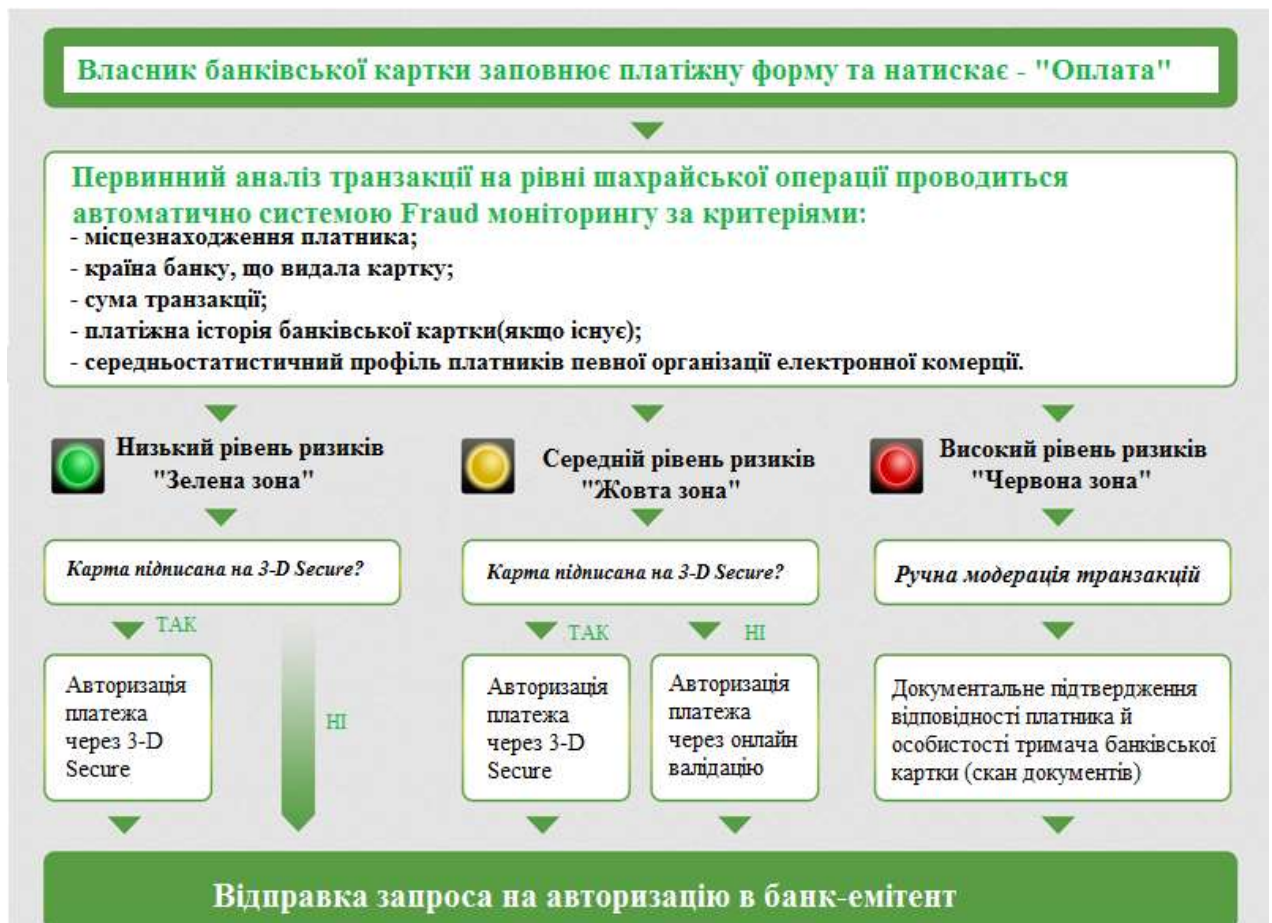 Власник банківської картки заповнює платіжну форму та натискає - "Оплата"
Первинний аналіз транзакції на рівні шахрайської операції проводиться
автоматично системою Fraud моніторингу за критеріями:
- місцезнаходження платника;
- країна банку, що видала картку;
- сума транзакції;
- платіжна історія банківської картки(якщо існує);
- середньостатистичний профіль платників певної організації електронної комерції.
Низький рівень ризиків
"Зелена зона"
Середній рівень ризиків
"Жовта зона"
Високий рівень ризиків
"Червона зона"
Карта підписана на 3-D Secure?
Карта підписана на 3-D Secure?
Ручна модерація транзакцій
ТАК
НІ
ТАК
НІ
Авторизація
платежа
через 3-D
Secure
Авторизація
платежа
через 3-D
Secure
Авторизація
платежа
через онлайн
валідацію
Документальне підтвердження
відповідності платника й
особистості тримача банківської
картки (скан документів)
Відправка запроса на авторизацію в банк-емітент